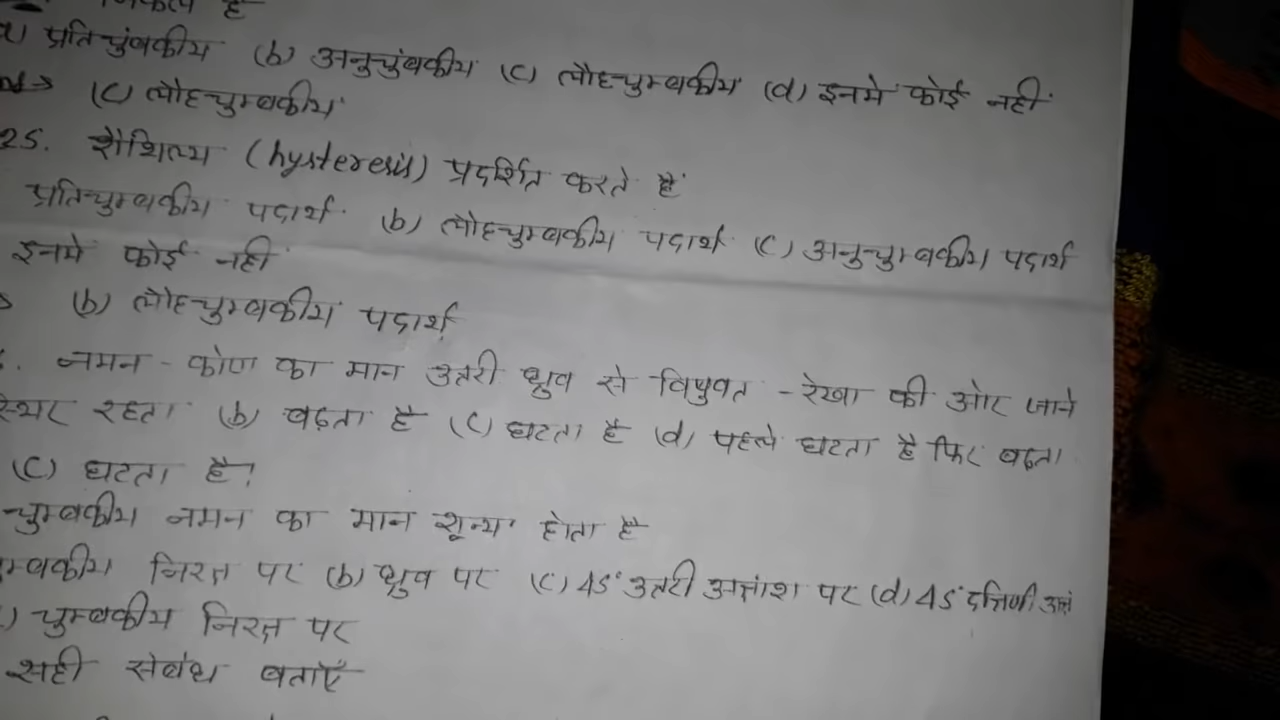 है
a) प्रतिचुंबकीय (b) अनुचुंबकीय (c) लौहचुम्बकीय (d) इनमे कोई नहीं
(c) लौहचुम्बकीय
25. शैथिल्य (hysteresis) प्रदर्शित करते हैं
प्रतिचुम्बकीय पदार्थ (b) लौहचुम्बकीय पदार्थ (c) अनुचुम्बकीय पदार्थ
इनमे कोई नहीं
(b) लौहचुम्बकीय पदार्थ
नमन - कोण का मान उत्तरी ध्रुव से विषुवत - रेखा की ओर जाने
स्थिर रहता (b) बढ़ता है (c) घटता है (d) पहले घटता है फिर बढ़ता
(c) घटता है।
चुम्बकीय नमन का मान शून्य होता है
म्बकीय निरक्ष पर (b) ध्रुव पर (c) 45° उत्तरी अक्षांश पर (d) 45° दक्षिणी
) चुम्बकीय निरक्ष पर
सही संबंध बताएँ